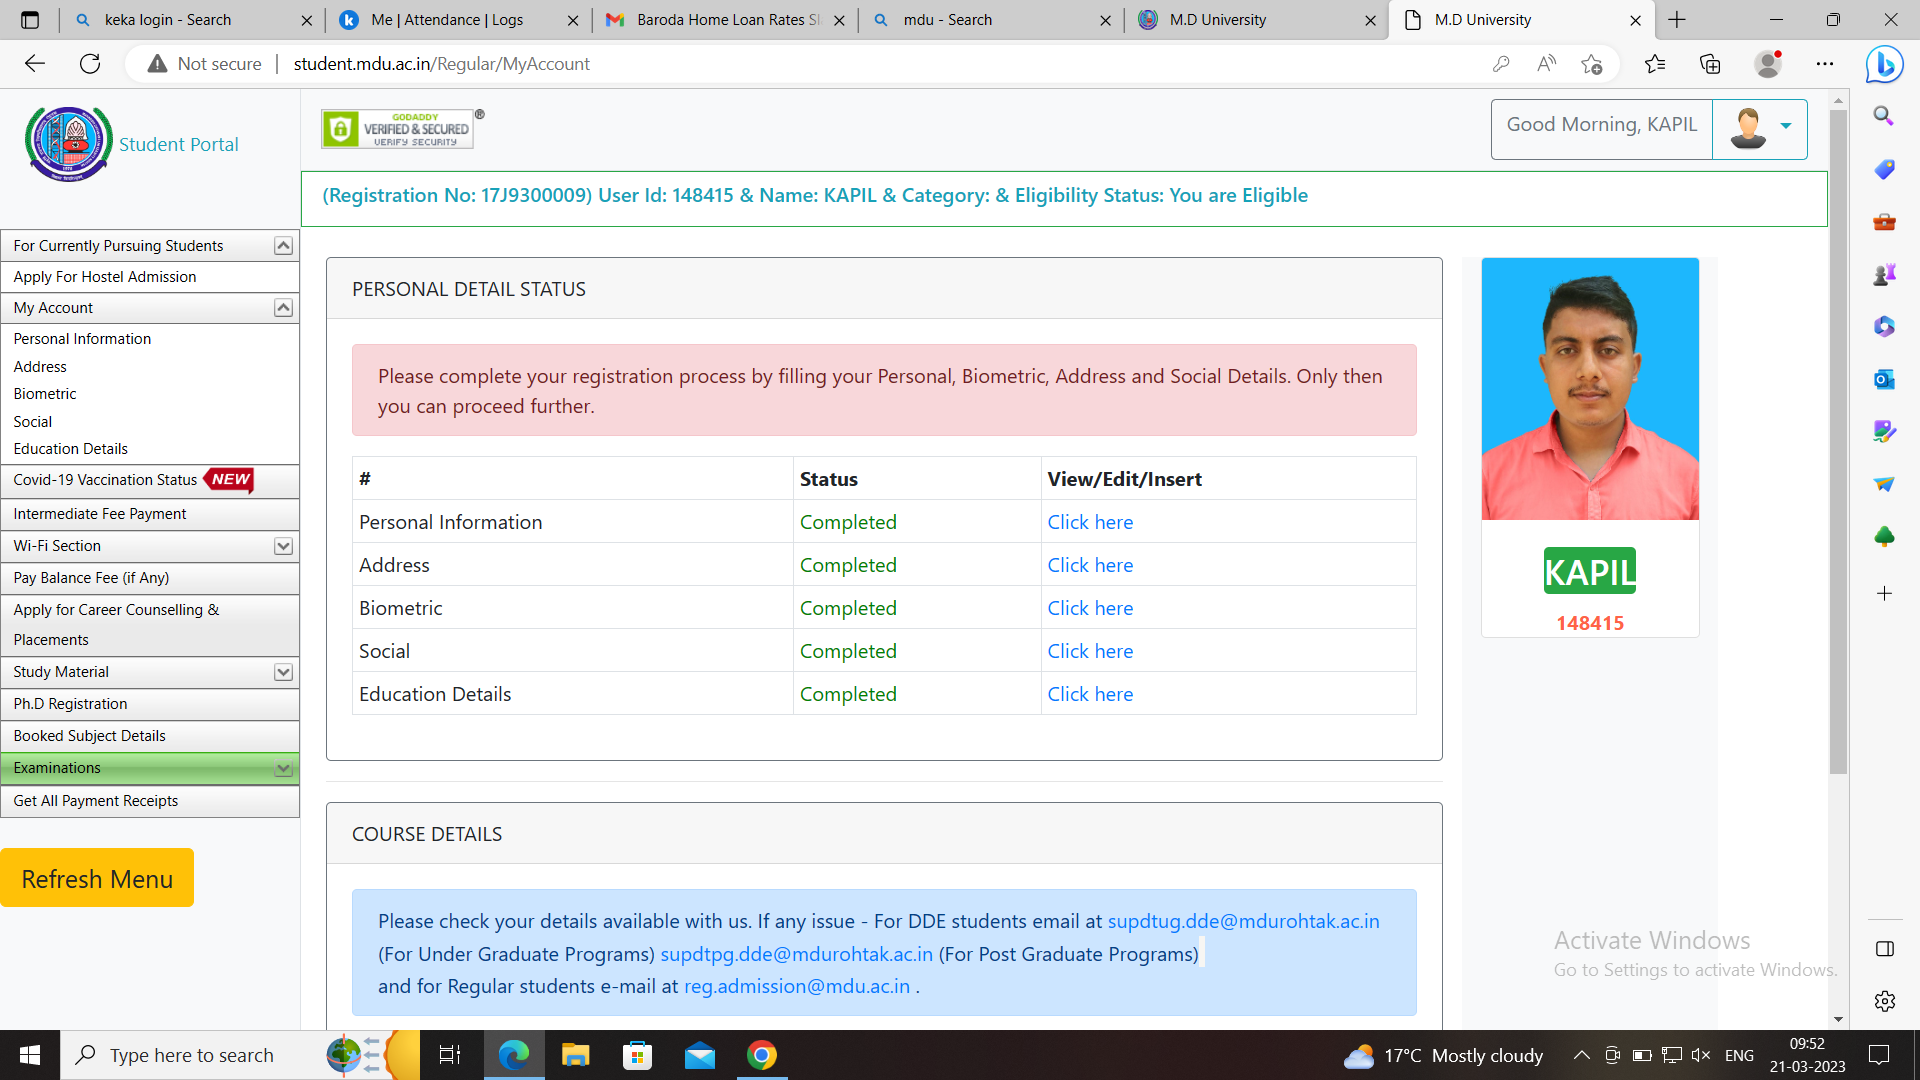 keka login - Search
Me | Attendance | Logs
Baroda Home Loan Rates
mdu - Search
M.D University
M.D University
Not secure
student.mdu.ac.in/Regular/MyAccount
Student Portal
GODADDY
VERIFIED & SECURED
VERIFY SECURITY
®
Good Morning, KAPIL
(Registration No: 17J9300009) User Id: 148415 & Name: KAPIL & Category: & Eligibility Status: You are Eligible
For Currently Pursuing Students
Apply For Hostel Admission
My Account
Personal Information
Address
Biometric
Social
Education Details
Covid-19 Vaccination Status NEW
Intermediate Fee Payment
Wi-Fi Section
Pay Balance Fee (if Any)
Apply for Career Counselling &
Placements
Study Material
Ph.D Registration
Booked Subject Details
Examinations
Get All Payment Receipts
Refresh Menu
PERSONAL DETAIL STATUS
Please complete your registration process by filling your Personal, Biometric, Address and Social Details. Only then
you can proceed further.
# Status View/Edit/Insert
Personal Information Completed Click here
Address Completed Click here
Biometric Completed Click here
Social Completed Click here
Education Details Completed Click here
KAPIL
148415
COURSE DETAILS
Please check your details available with us. If any issue - For DDE students email at supdtug.dde@mdurohtak.ac.in
(For Under Graduate Programs) supdtpg.dde@mdurohtak.ac.in (For Post Graduate Programs)
and for Regular students e-mail at reg.admission@mdu.ac.in .
Activate Windows
Go to Settings to activate Windows.
Type here to search
17°C Mostly cloudy
ENG
09:52
21-03-2023